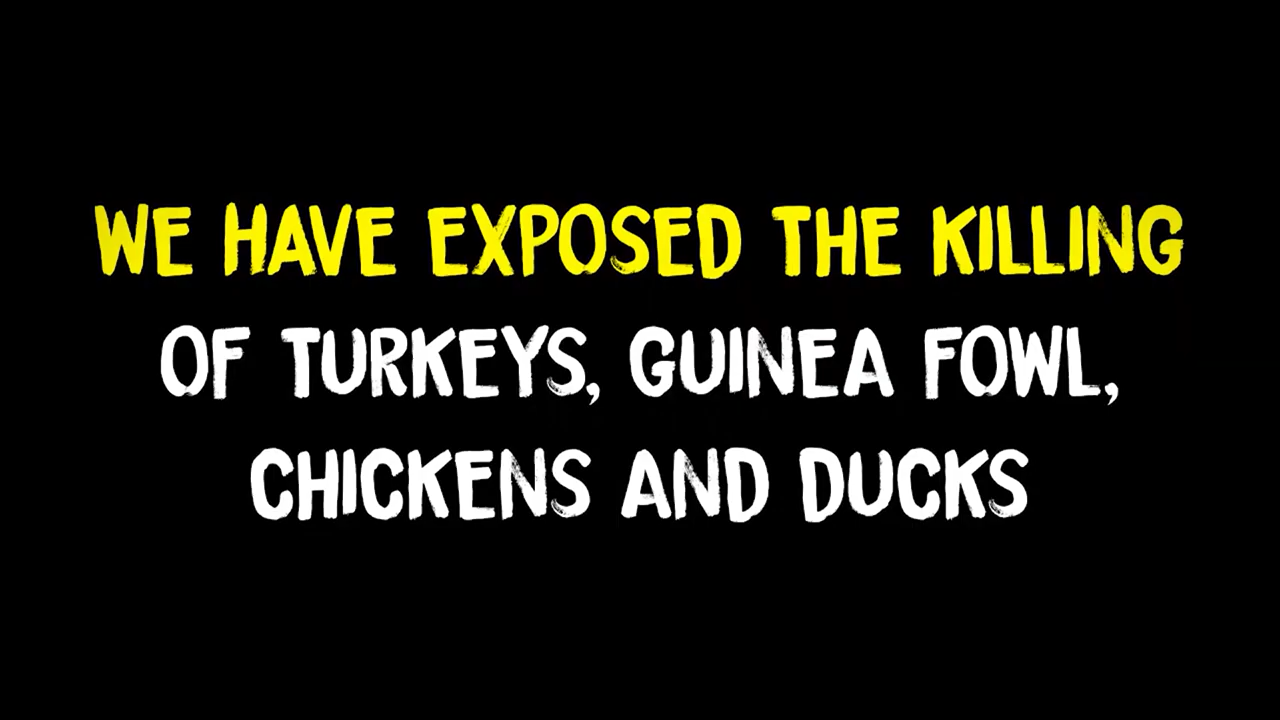 WE HAVE EXPOSED THE KILLING
OF TURKEYS, GUINEA FOWL,
CHICKENS AND DUCKS